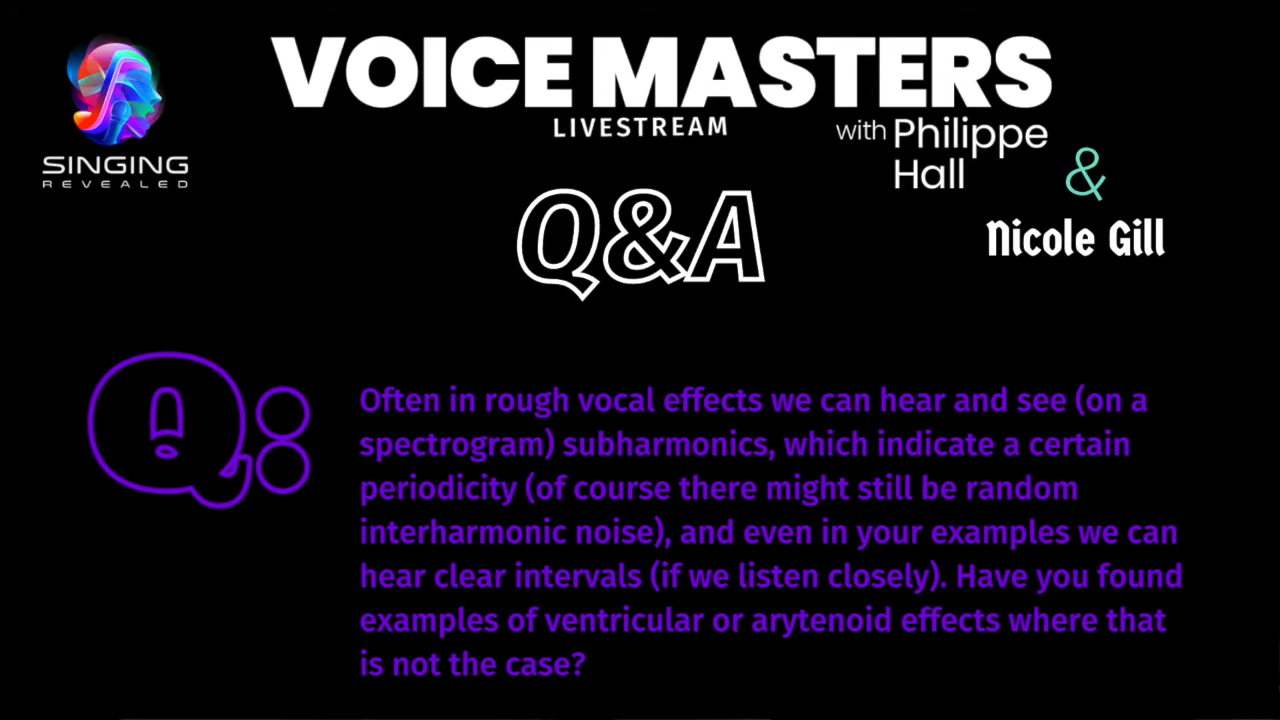 VOICE MASTERS
LIVESTREAM
with Philippe
Hall
&
Nicole Gill
SINGING
REVEALED
Q&A
Q:
Often in rough vocal effects we can hear and see (on a
spectrogram) subharmonics, which indicate a certain
periodicity (of course there might still be random
interharmonic noise), and even in your examples we can
hear clear intervals (if we listen closely). Have you found
examples of ventricular or arytenoid effects where that
is not the case?